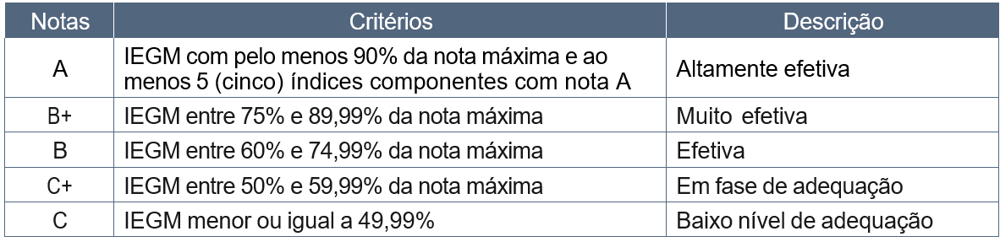 Notas Critérios Descrição
A IEGM com pelo menos 90% da nota máxima e ao menos 5 (cinco) índices componentes com nota A Altamente efetiva
B+ IEGM entre 75% e 89,99% da nota máxima Muito efetiva
B IEGM entre 60% e 74,99% da nota máxima Efetiva
C+ IEGM entre 50% e 59,99% da nota máxima Em fase de adequação
C IEGM menor ou igual a 49,99% Baixo nível de adequação